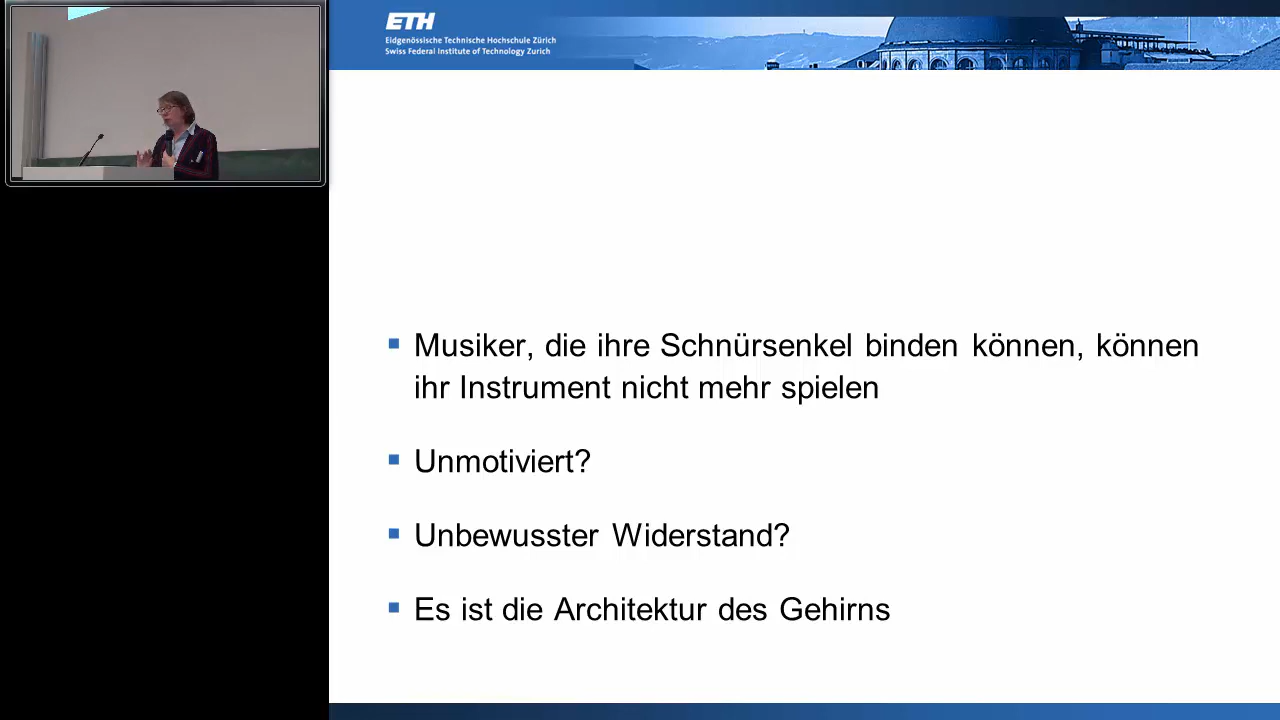 ETH
Eidgenössische Technische Hochschule Zürich
Swiss Federal Institute of Technology Zurich
Musiker, die ihre Schnürsenkel binden können, können
ihr Instrument nicht mehr spielen
Unmotiviert?
Unbewusster Widerstand?
Es ist die Architektur des Gehirns